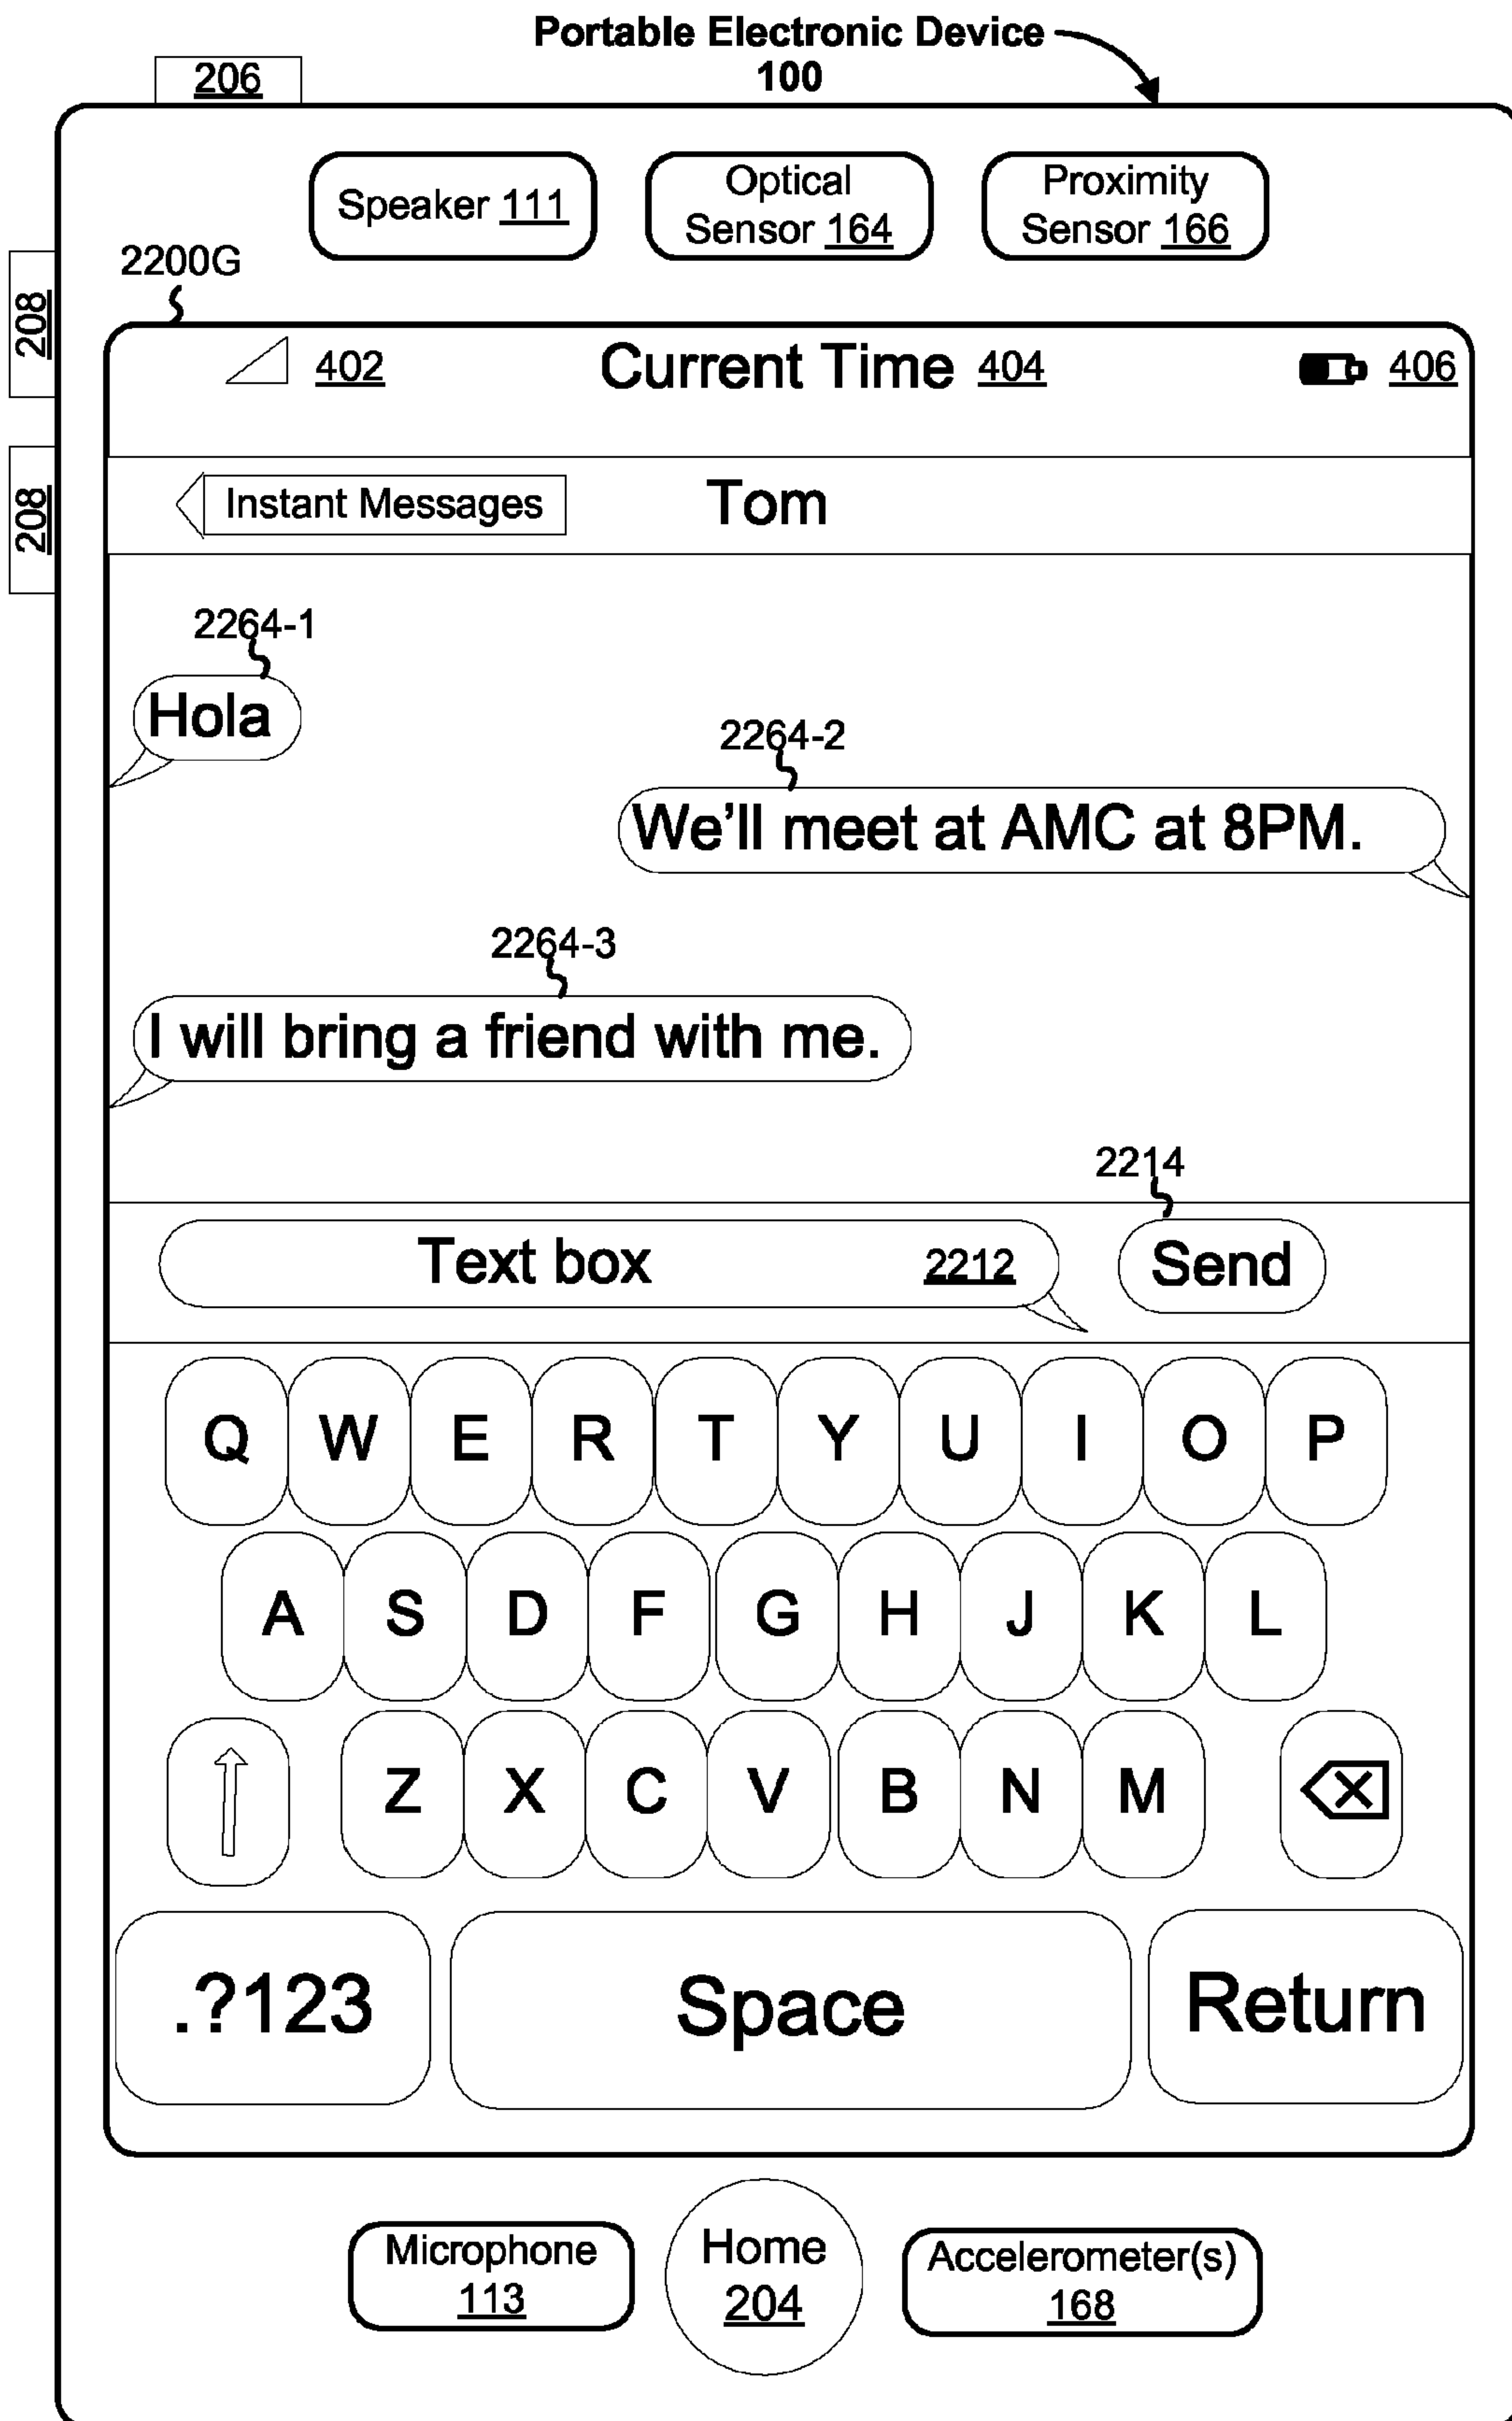 Portable Electronic Device
100
206
Speaker 111
Optical
Sensor 164
Proximity
Sensor 166
2200G
208
208
402 Current Time 404 406
Instant Messages Tom
2264-1
Hola
2264-2
We'll meet at AMC at 8PM.
2264-3
I will bring a friend with me.
2214
Text box 2212 Send
Q W E R T Y U I O P
A S D F G H J K L
Z X C V B N M
.?123 Space Return
Microphone
113
Home
204
Accelerometer(s)
168